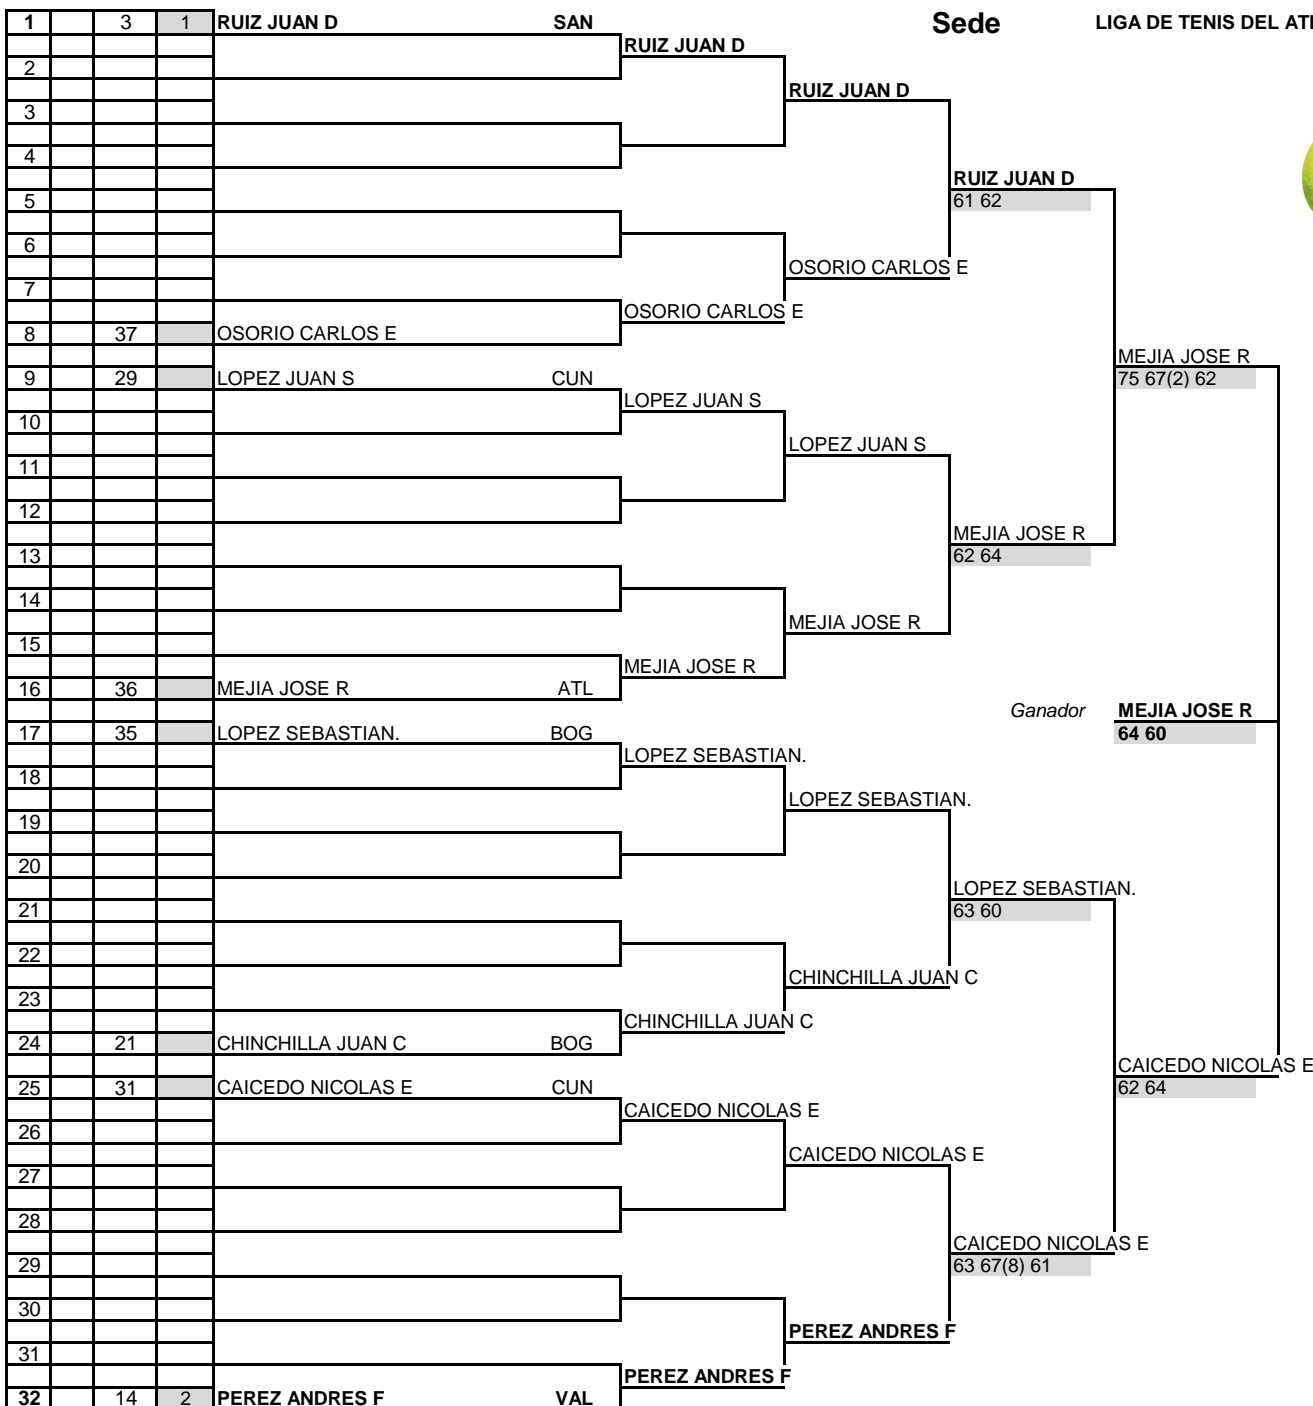 1 3 1 RUIZ JUAN D SAN Sede LIGA DE TENIS DEL
RUIZ JUAN D
2
RUIZ JUAN D
3
4
RUIZ JUAN D
5 61 62
6
OSORIO CARLOS E
7
OSORIO CARLOS E
8 37 OSORIO CARLOS E
MEJIA JOSE R
9 29 LOPEZ JUAN S CUN 75 67(2) 62
LOPEZ JUAN S
10
LOPEZ JUAN S
11
12
MEJIA JOSE R
13 62 64
14
MEJIA JOSE R
15
MEJIA JOSE R
16 36 MEJIA JOSE R ATL
Ganador MEJIA JOSE R
17 35 LOPEZ SEBASTIAN. BOG 64 60
LOPEZ SEBASTIAN.
18
LOPEZ SEBASTIAN.
19
20
LOPEZ SEBASTIAN.
21 63 60
22
CHINCHILLA JUAN C
23
CHINCHILLA JUAN C
24 21 CHINCHILLA JUAN C BOG
CAICEDO NICOLAS E
25 31 CAICEDO NICOLAS E CUN 62 64
CAICEDO NICOLAS E
26
CAICEDO NICOLAS E
27
28
CAICEDO NICOLAS E
29 63 67(8) 61
30
PEREZ ANDRES F
31
PEREZ ANDRES F
32 14 2 PEREZ ANDRES F VAL